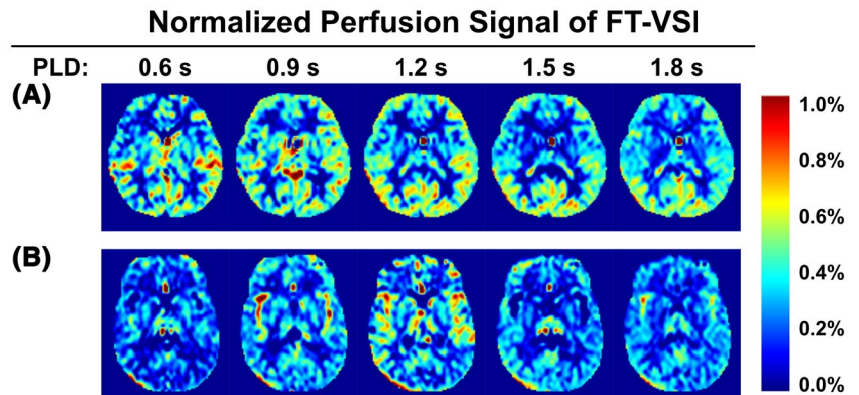 Normalized Perfusion Signal of FT-VSI
PLD: 0.6 s 0.9 s 1.2 s 1.5 s 1.8 s
(A)
1.0%
0.8%
0.6%
(B)
0.4%
0.2%
0.0%